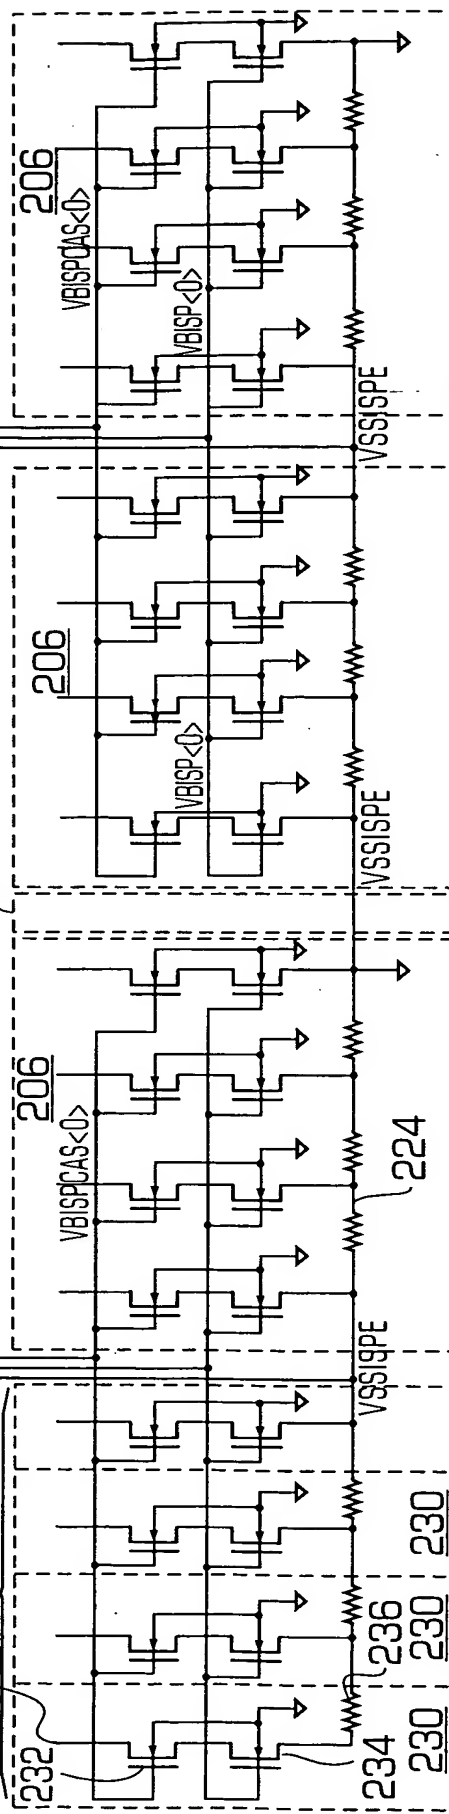 206
VBISPCAS<0>
VBISP<0>
VSSISPE
206
VBISP<0>
VSSISPE
206
VBISPCAS<0>
224
VSSISPE
230
230
236
232
234
230